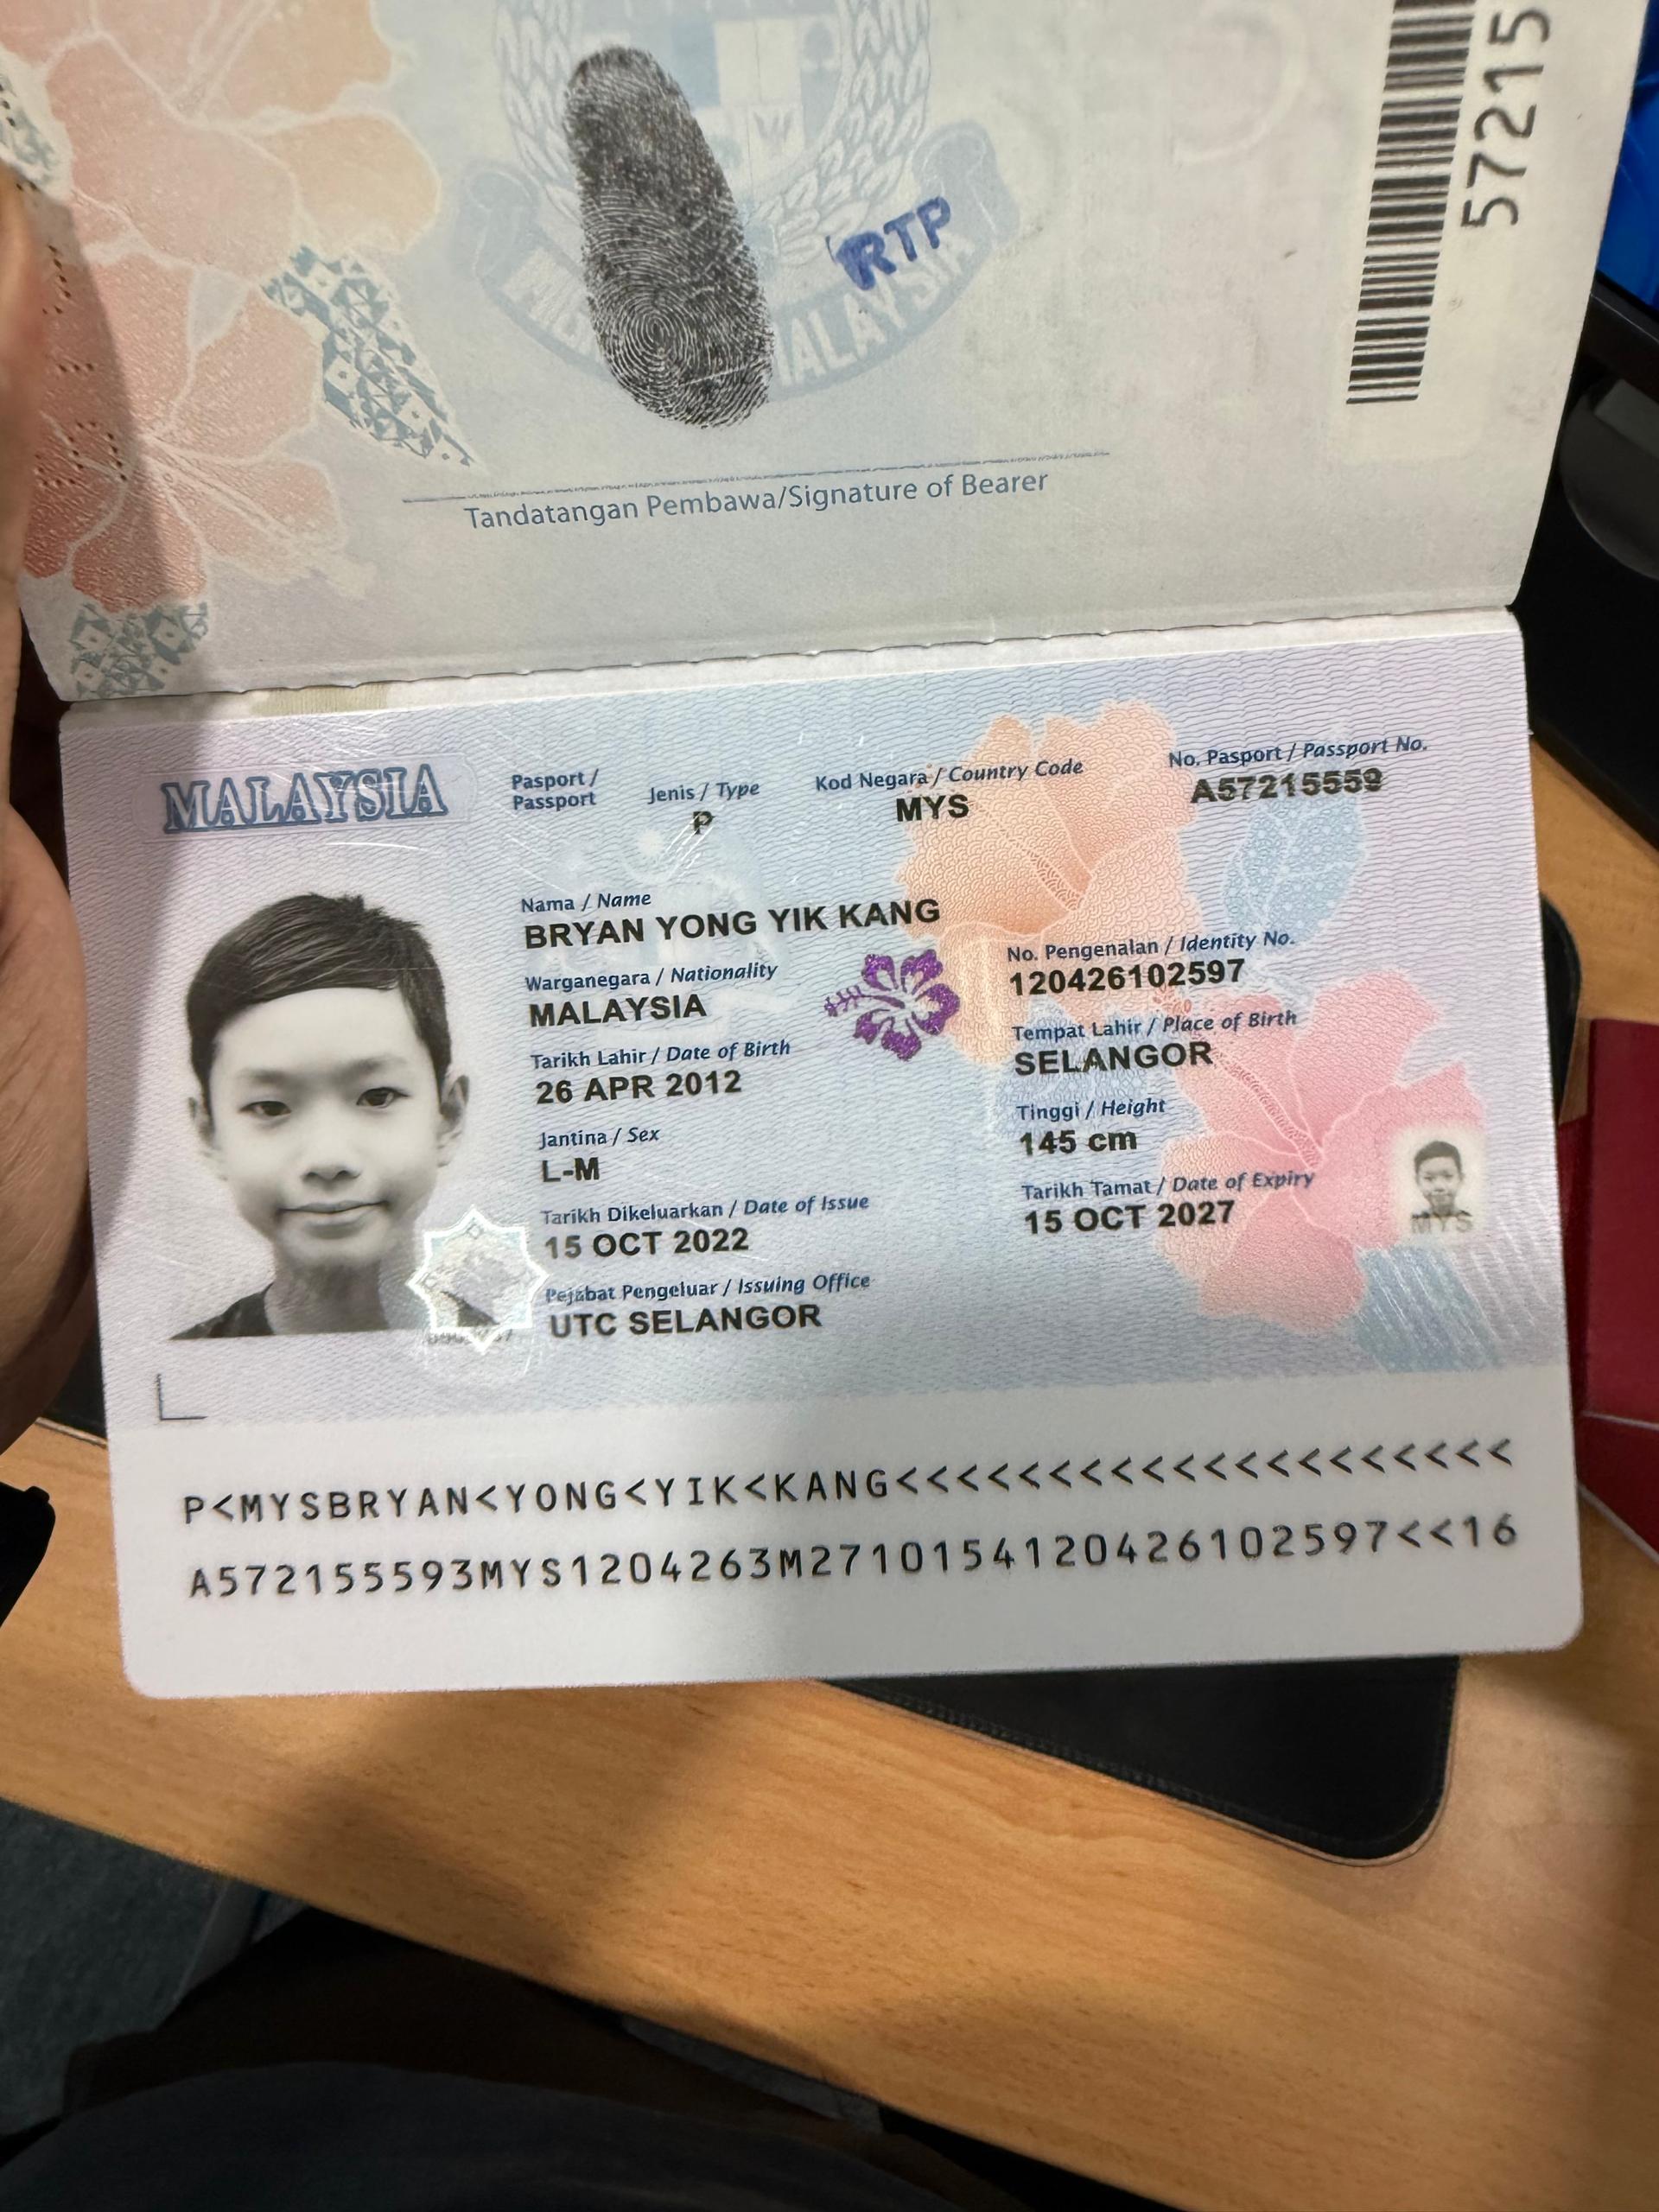 57215
RTP
MALAYSIA
Tandatangan Pembawa/Signature of Bearer
MALAYSIA
Pasport / Passport
Jenis / Type
P
Kod Negara / Country Code
MYS
No. Pasport / Passport No.
A57215559
Nama / Name
BRYAN YONG YIK KANG
Warganegara / Nationality
MALAYSIA
No. Pengenalan / Identity No.
120426102597
Tarikh Lahir / Date of Birth
26 APR 2012
Tempat Lahir / Place of Birth
SELANGOR
Jantina / Sex
L-M
Tinggi / Height
145 cm
Tarikh Dikeluarkan / Date of Issue
15 OCT 2022
Tarikh Tamat / Date of Expiry
15 OCT 2027
MYS
Pejabat Pengeluar / Issuing Office
UTC SELANGOR
P<MYSBRYAN<YONG<YIK<KANG<<<<<<<<<<<<<<<<<<<<
A572155593MYS1204263M2710154120426102597<<16